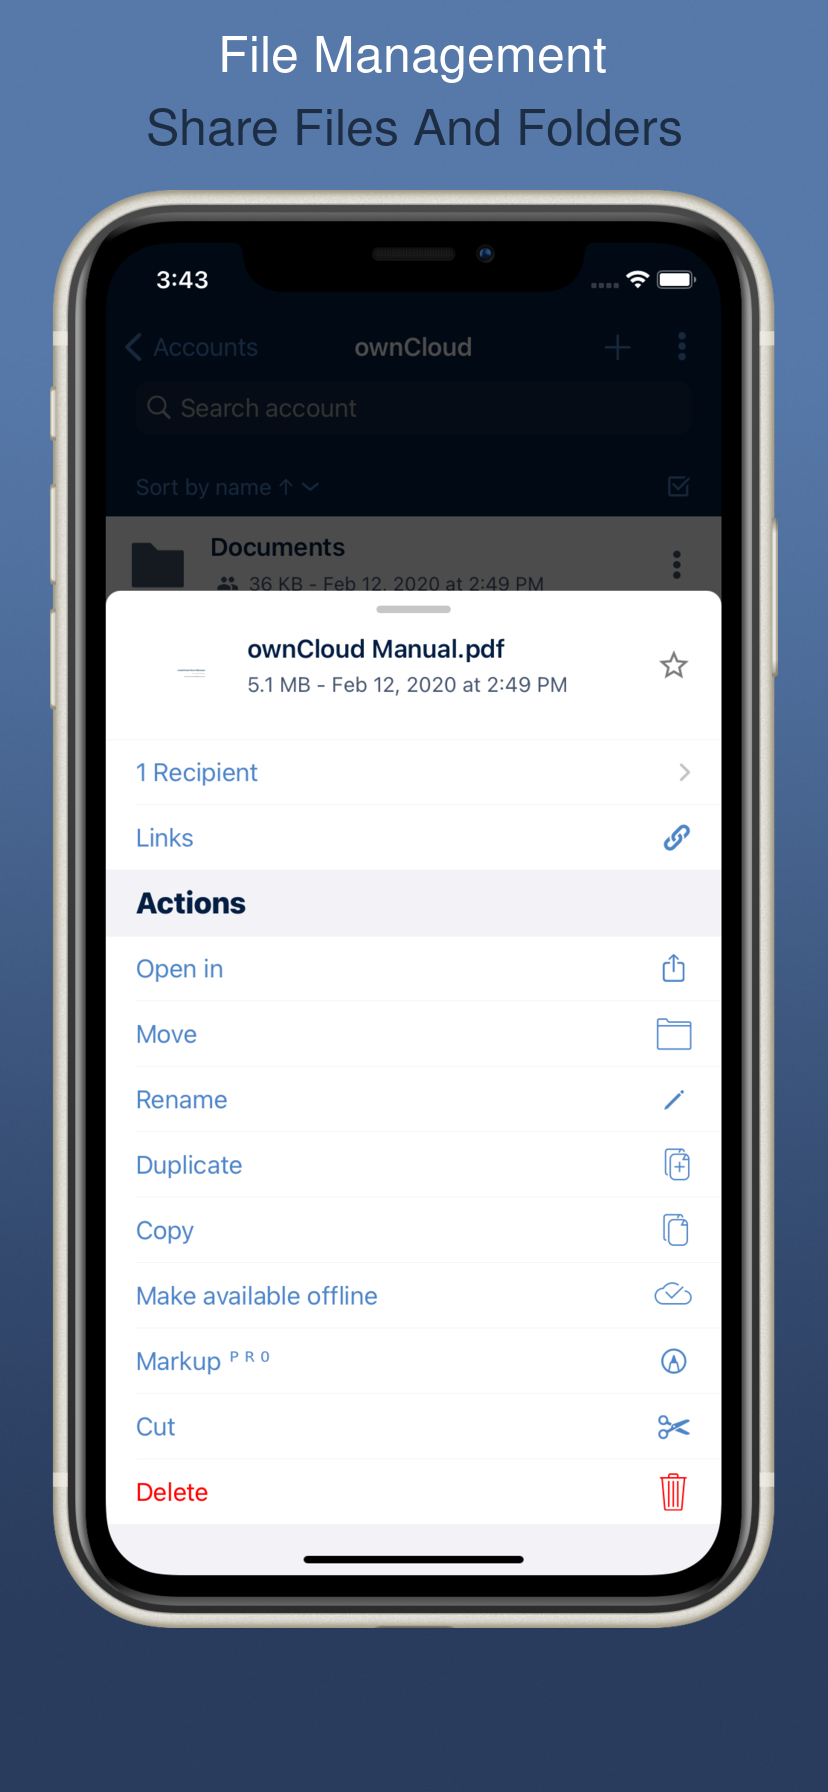 File Management
Share Files And Folders
3:43
Accounts
ownCloud
Search account
Sort by name ↑
Documents
36 KB - Feb 12, 2020 at 2:49 PM
ownCloud Manual.pdf
5.1 MB - Feb 12, 2020 at 2:49 PM
1 Recipient
Links
Actions
Open in
Move
Rename
Duplicate
Copy
Make available offline
Markup ᴾ ᴿ ᴼ
Cut
Delete